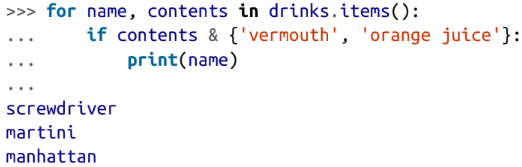 >>> for name, contents in drinks.items():
...     if contents & {'vermouth', 'orange juice'}:
...         print(name)
...
screwdriver
martini
manhattan